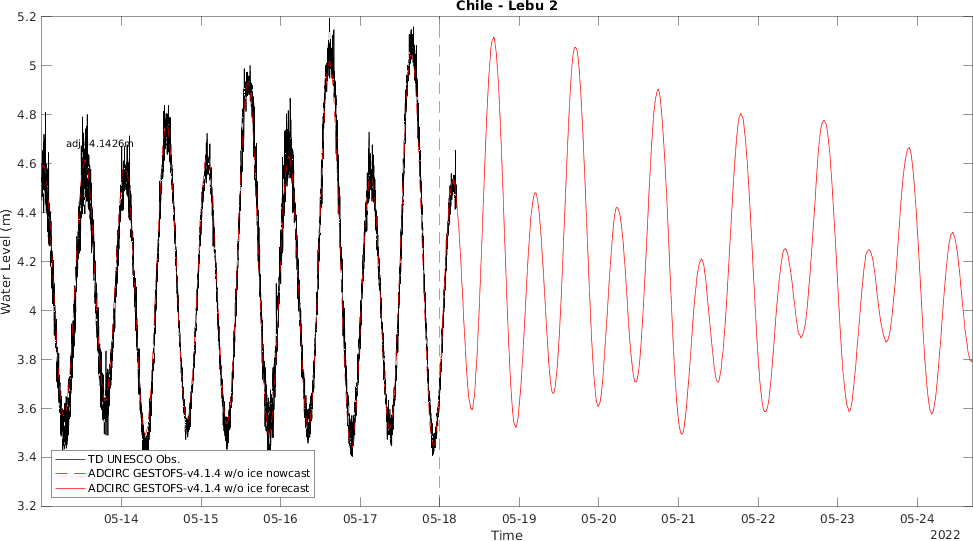 Chile - Lebu 2
5.2
5
4.8
4.6
4.4
4.2
4
3.8
3.6
3.4
3.2
Water Level (m)
adj:4.1426m
TD UNESCO Obs.
ADCIRC GESTOFS-v4.1.4 w/o ice nowcast
ADCIRC GESTOFS-v4.1.4 w/o ice forecast
05-14 05-15 05-16 05-17 05-18 05-19 05-20 05-21 05-22 05-23 05-24
Time
2022